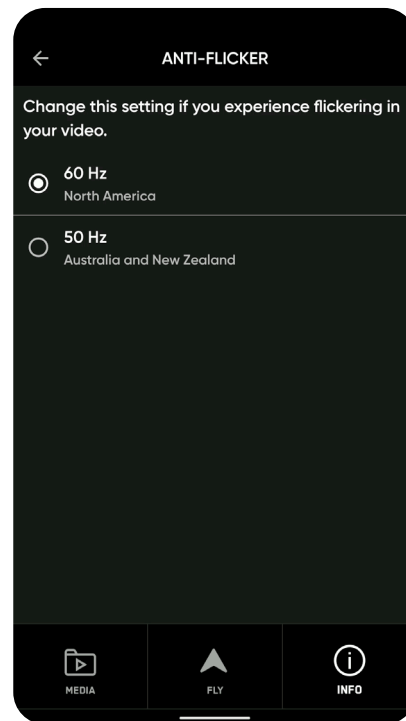 ANTI-FLICKER
Change this setting if you experience flickering in
your video.
60 Hz
North America
50 Hz
Australia and New Zealand
MEDIA
FLY
INFO